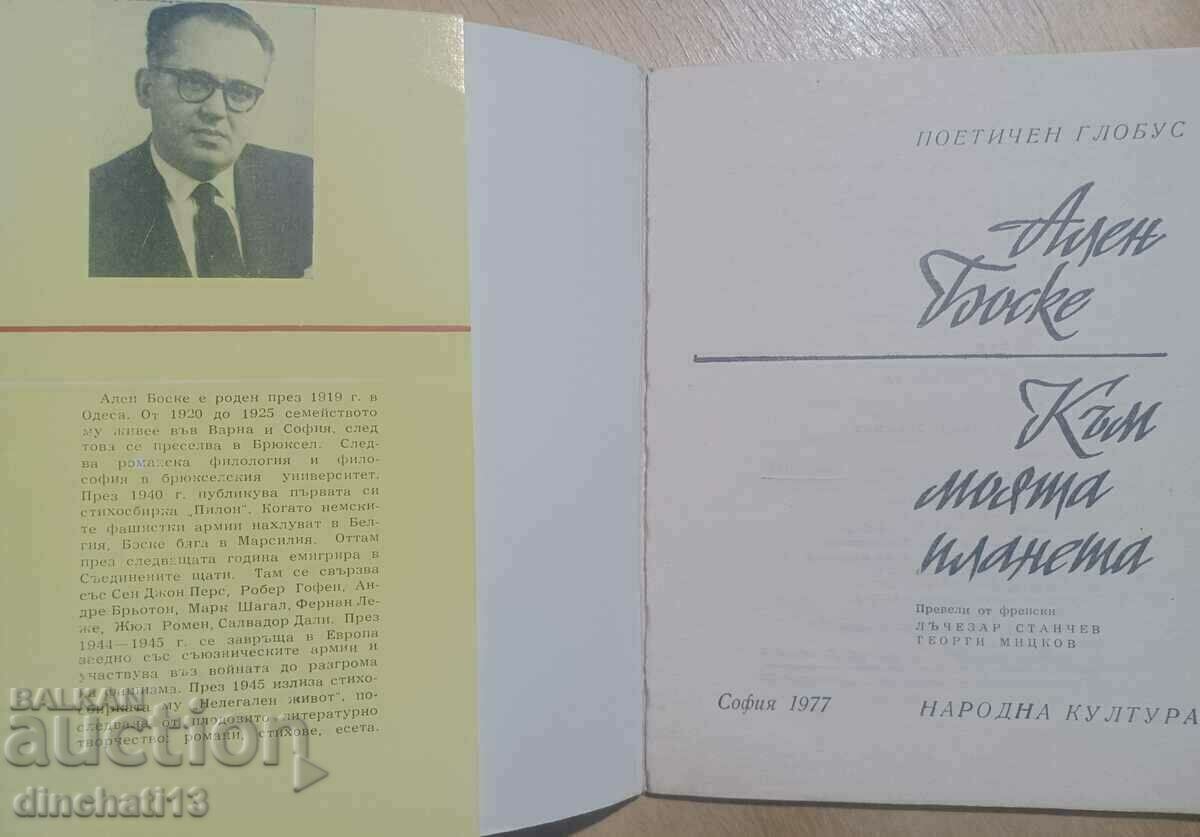 Ален Боске е роден през 1919 г. в
Одеса. От 1920 до 1925 семейството
му живее във Варна и София, след
това се преселва в Брюксел. След-
ва романска филология и фило-
софия в брюкселския университет.
През 1940 г. публикува първата си
стихосбирка „Пилон“. Когато немски-
те фашистки армии нахлуват в Бел-
гия, Боске бяга в Марсилия. Оттам
през следващата година емигрира в
Съединените щати. Там се свързва
със Сен Джон Перс, Робер Гофен, Ан-
дре Брьотон, Марк Шагал, Фернан Ле-
же, Жюл Ромен, Салвадор Дали. През
1944—1945 г. се завръща в Европа
заедно със съюзническите армии и
участвува във войната до разгрома
на фашизма. През 1945 излиза стихо-
сбирката му „Нелегален живот“, по-
следвана от плодовито литературно
творчество: романи, стихове, есета.
ПОЕТИЧЕН ГЛОБУС
Ален
Боске
Към
моята
планета
Превели от френски
ЛЪЧЕЗАР СТАНЧЕВ
ГЕОРГИ МИЦКОВ
София 1977
НАРОДНА КУЛТУРА
BALKAN
auction
dinchati13